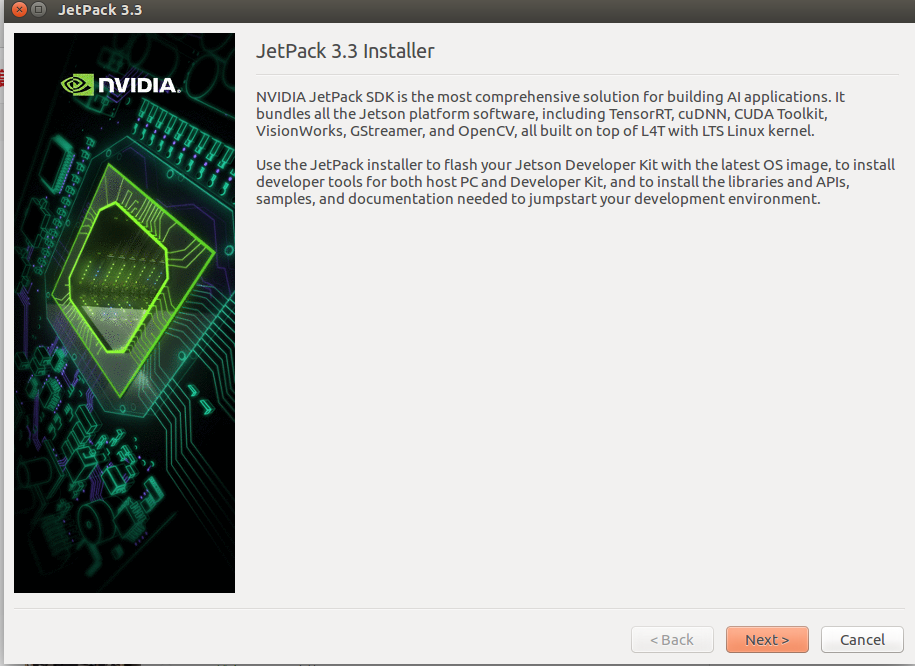 JetPack 3.3
NVIDIA.
JetPack 3.3 Installer
NVIDIA JetPack SDK is the most comprehensive solution for building AI applications. It
bundles all the Jetson platform software, including TensorRT, cuDNN, CUDA Toolkit,
VisionWorks, GStreamer, and OpenCV, all built on top of L4T with LTS Linux kernel.
Use the JetPack installer to flash your Jetson Developer Kit with the latest OS image, to install
developer tools for both host PC and Developer Kit, and to install the libraries and APIs,
samples, and documentation needed to jumpstart your development environment.
< Back
Next >
Cancel